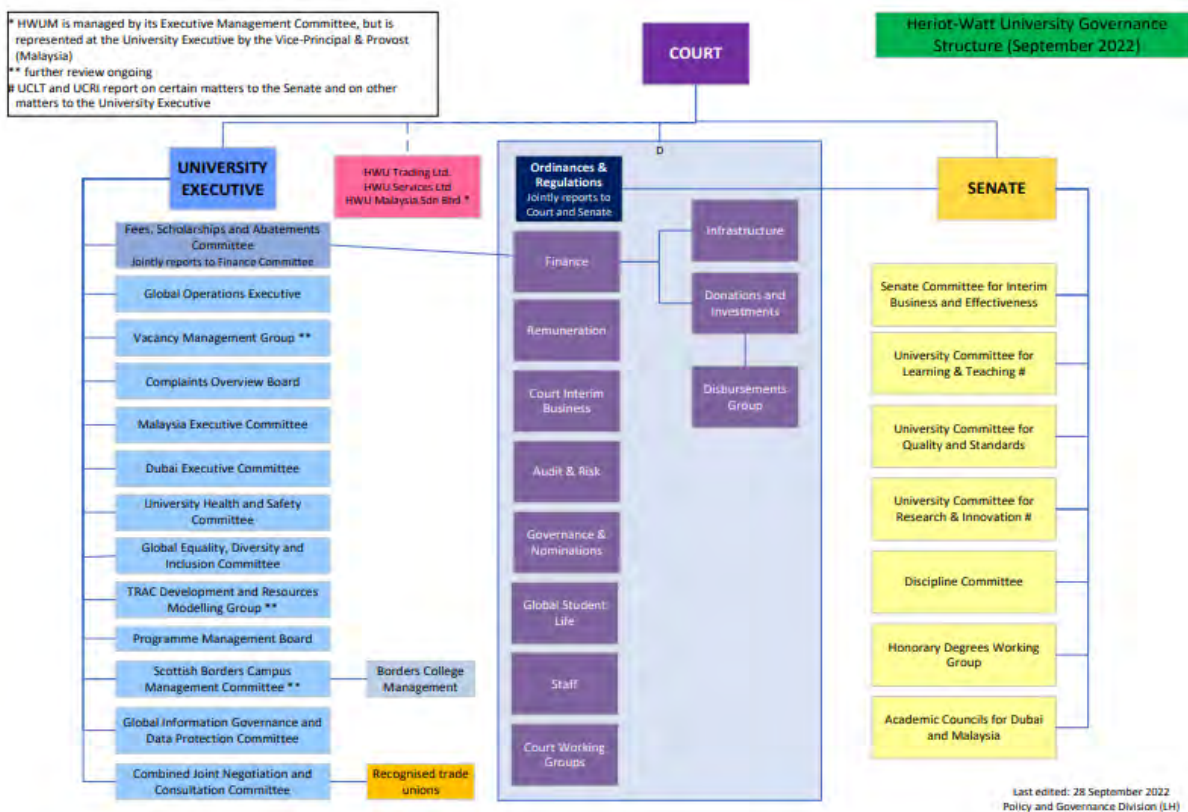 * HWUM is managed by its Executive Management Committee, but is
represented at the University Executive by the Vice-Principal & Provost
(Malaysia)
** further review ongoing
# UCLT and UCRI report on certain matters to the Senate and on other
matters to the University Executive
COURT
Heriot-Watt University Governance
Structure (September 2022)
UNIVERSITY
EXECUTIVE
HWU Trading Ltd.
HWU Services Ltd
HWU Malaysia Sdn Bhd *
D
Ordinances &
Regulations
Jointly reports to
Court and Senate
SENATE
Fees, Scholarships and Abatements
Committee
Jointly reports to Finance Committee
Global Operations Executive
Vacancy Management Group **
Complaints Overview Board
Malaysia Executive Committee
Dubai Executive Committee
University Health and Safety
Committee
Global Equality, Diversity and
Inclusion Committee
TRAC Development and Resources
Modelling Group **
Programme Management Board
Scottish Borders Campus
Management Committee **
Borders College
Management
Global Information Governance and
Data Protection Committee
Combined Joint Negotiation and
Consultation Committee
Recognised trade
unions
Finance
Remuneration
Court Interim
Business
Audit & Risk
Governance &
Nominations
Global Student
Life
Staff
Court Working
Groups
Infrastructure
Donations and
Investments
Disbursements
Group
Senate Committee for Interim
Business and Effectiveness
University Committee for
Learning & Teaching #
University Committee for
Quality and Standards
University Committee for
Research & Innovation #
Discipline Committee
Honorary Degrees Working
Group
Academic Councils for Dubai
and Malaysia
Last edited: 28 September 2022
Policy and Governance Division (LH)